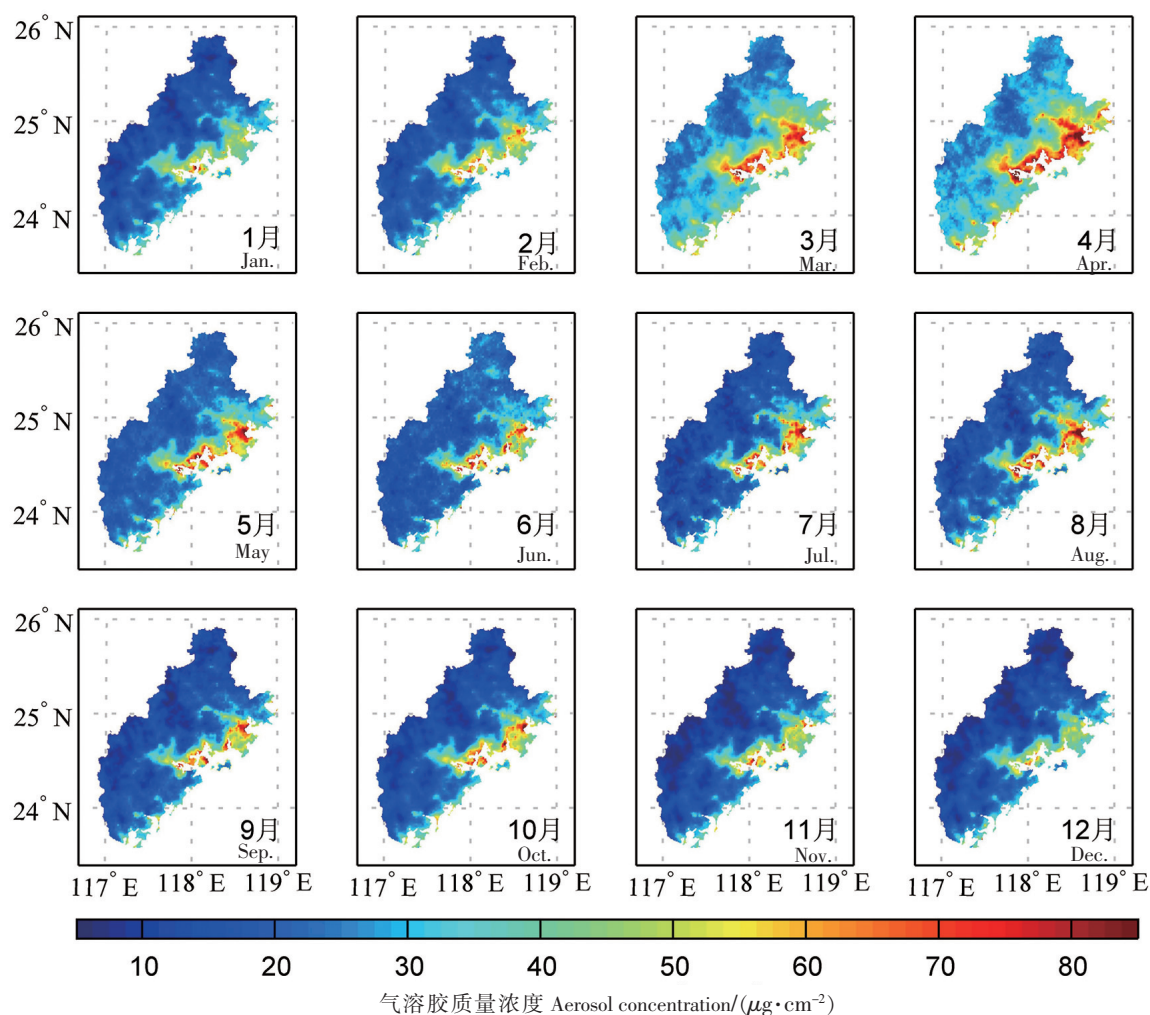 26° N
25° N
24° N
1月
Jan.
2月
Feb.
3月
Mar.
4月
Apr.
26° N
25° N
24° N
5月
May
6月
Jun.
7月
Jul.
8月
Aug.
26° N
25° N
24° N
9月
Sep.
10月
Oct.
11月
Nov.
12月
Dec.
117° E 118° E 119° E 117° E 118° E 119° E 117° E 118° E 119° E 117° E 118° E 119° E
10 20 30 40 50 60 70 80
气溶胶质量浓度 Aerosol concentration/(μg·cm⁻²)